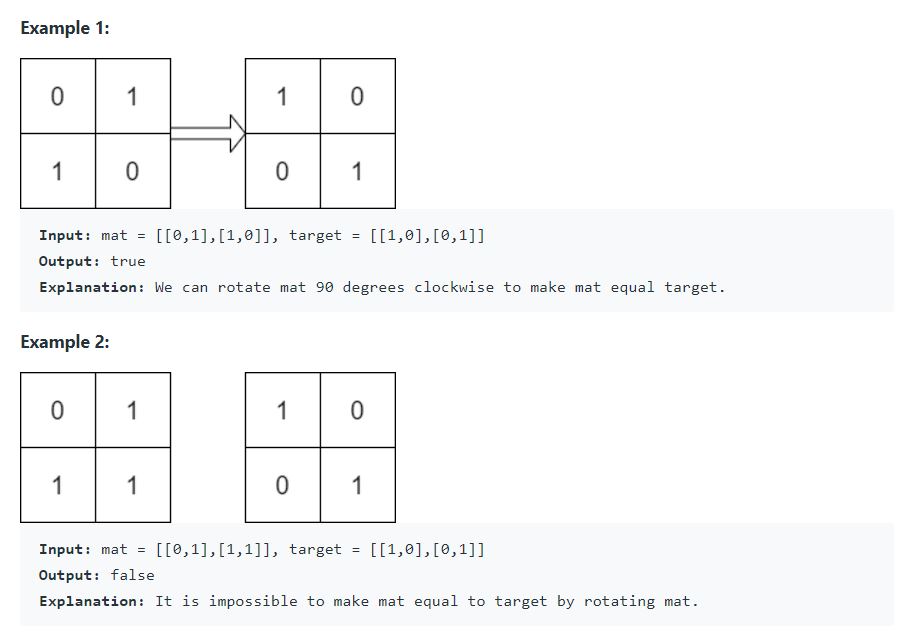 Example 1:
0 1 1 0
1 0 0 1
Input: mat = [[0,1],[1,0]], target = [[1,0],[0,1]]
Output: true
Explanation: We can rotate mat 90 degrees clockwise to make mat equal target.
Example 2:
0 1 1 0
1 1 0 1
Input: mat = [[0,1],[1,1]], target = [[1,0],[0,1]]
Output: false
Explanation: It is impossible to make mat equal to target by rotating mat.